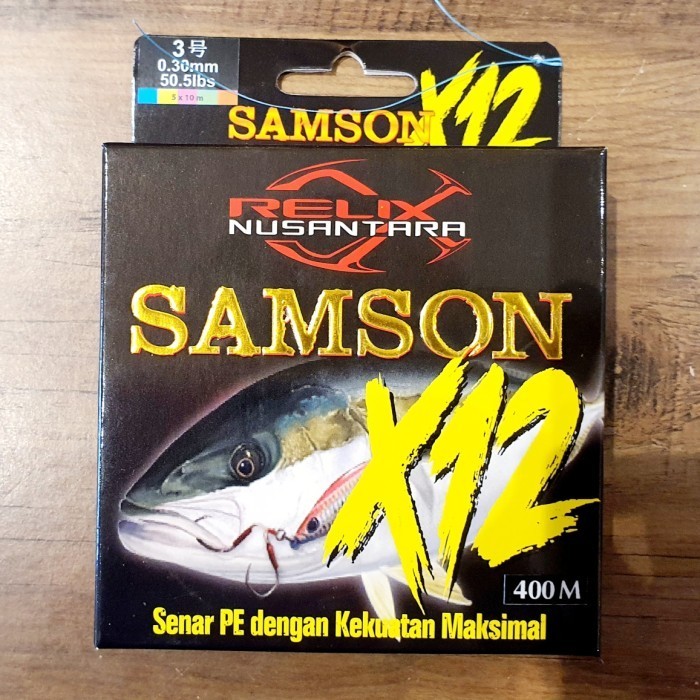 3号
0.30mm
50.5lbs
5 x 10 m
SAMSON X12
RELIX
NUSANTARA
SAMSON
X12
400 M
Senar PE dengan Kekuatan Maksimal